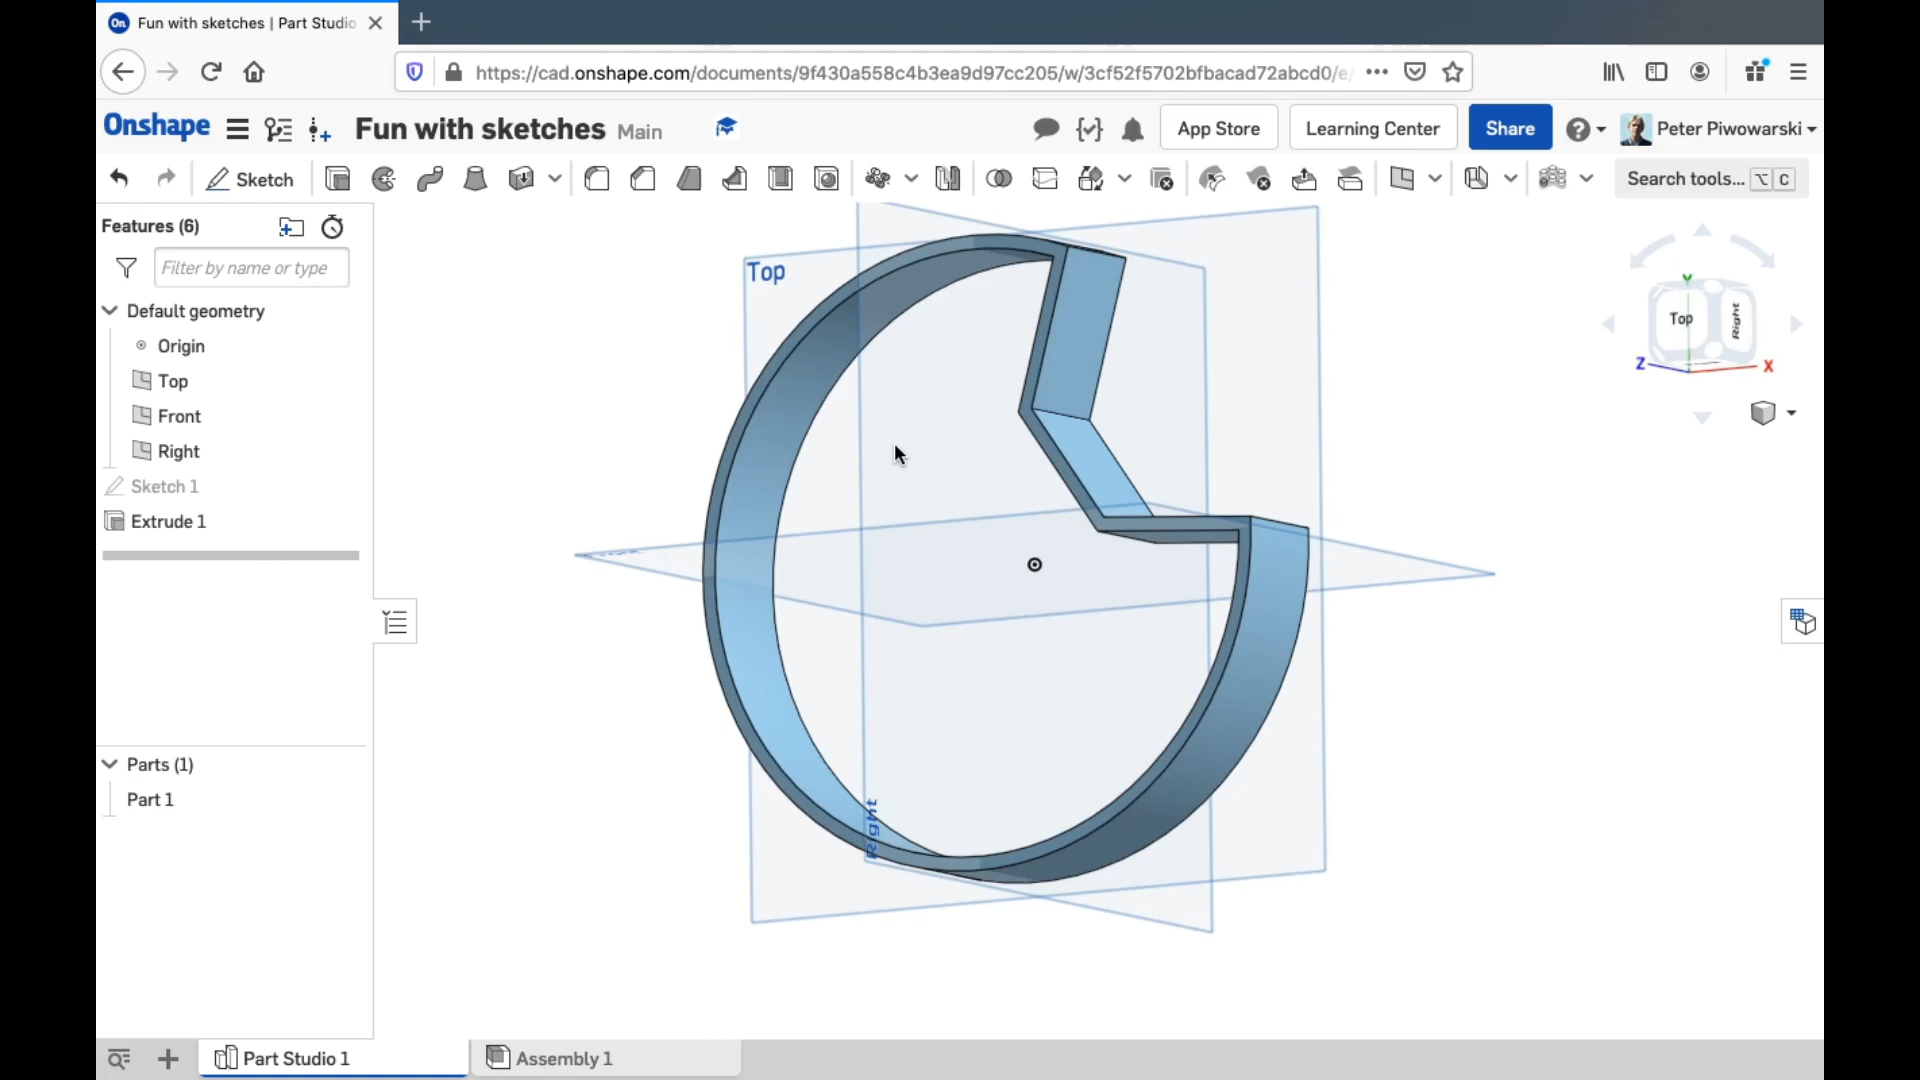 On Fun with sketches | Part Studio
https://cad.onshape.com/documents/9f430a558c4b3ea9d97cc205/w/3cf52f5702bfbacad72abcd0/e/
Onshape Fun with sketches Main App Store Learning Center Share Peter Piwowarski
Sketch Search tools... ⌥ C
Features (6)
Filter by name or type
Default geometry
Origin
Top
Front
Right
Sketch 1
Extrude 1
Parts (1)
Part 1
Top
Right
Y
Top
Right
Z
X
Part Studio 1 Assembly 1